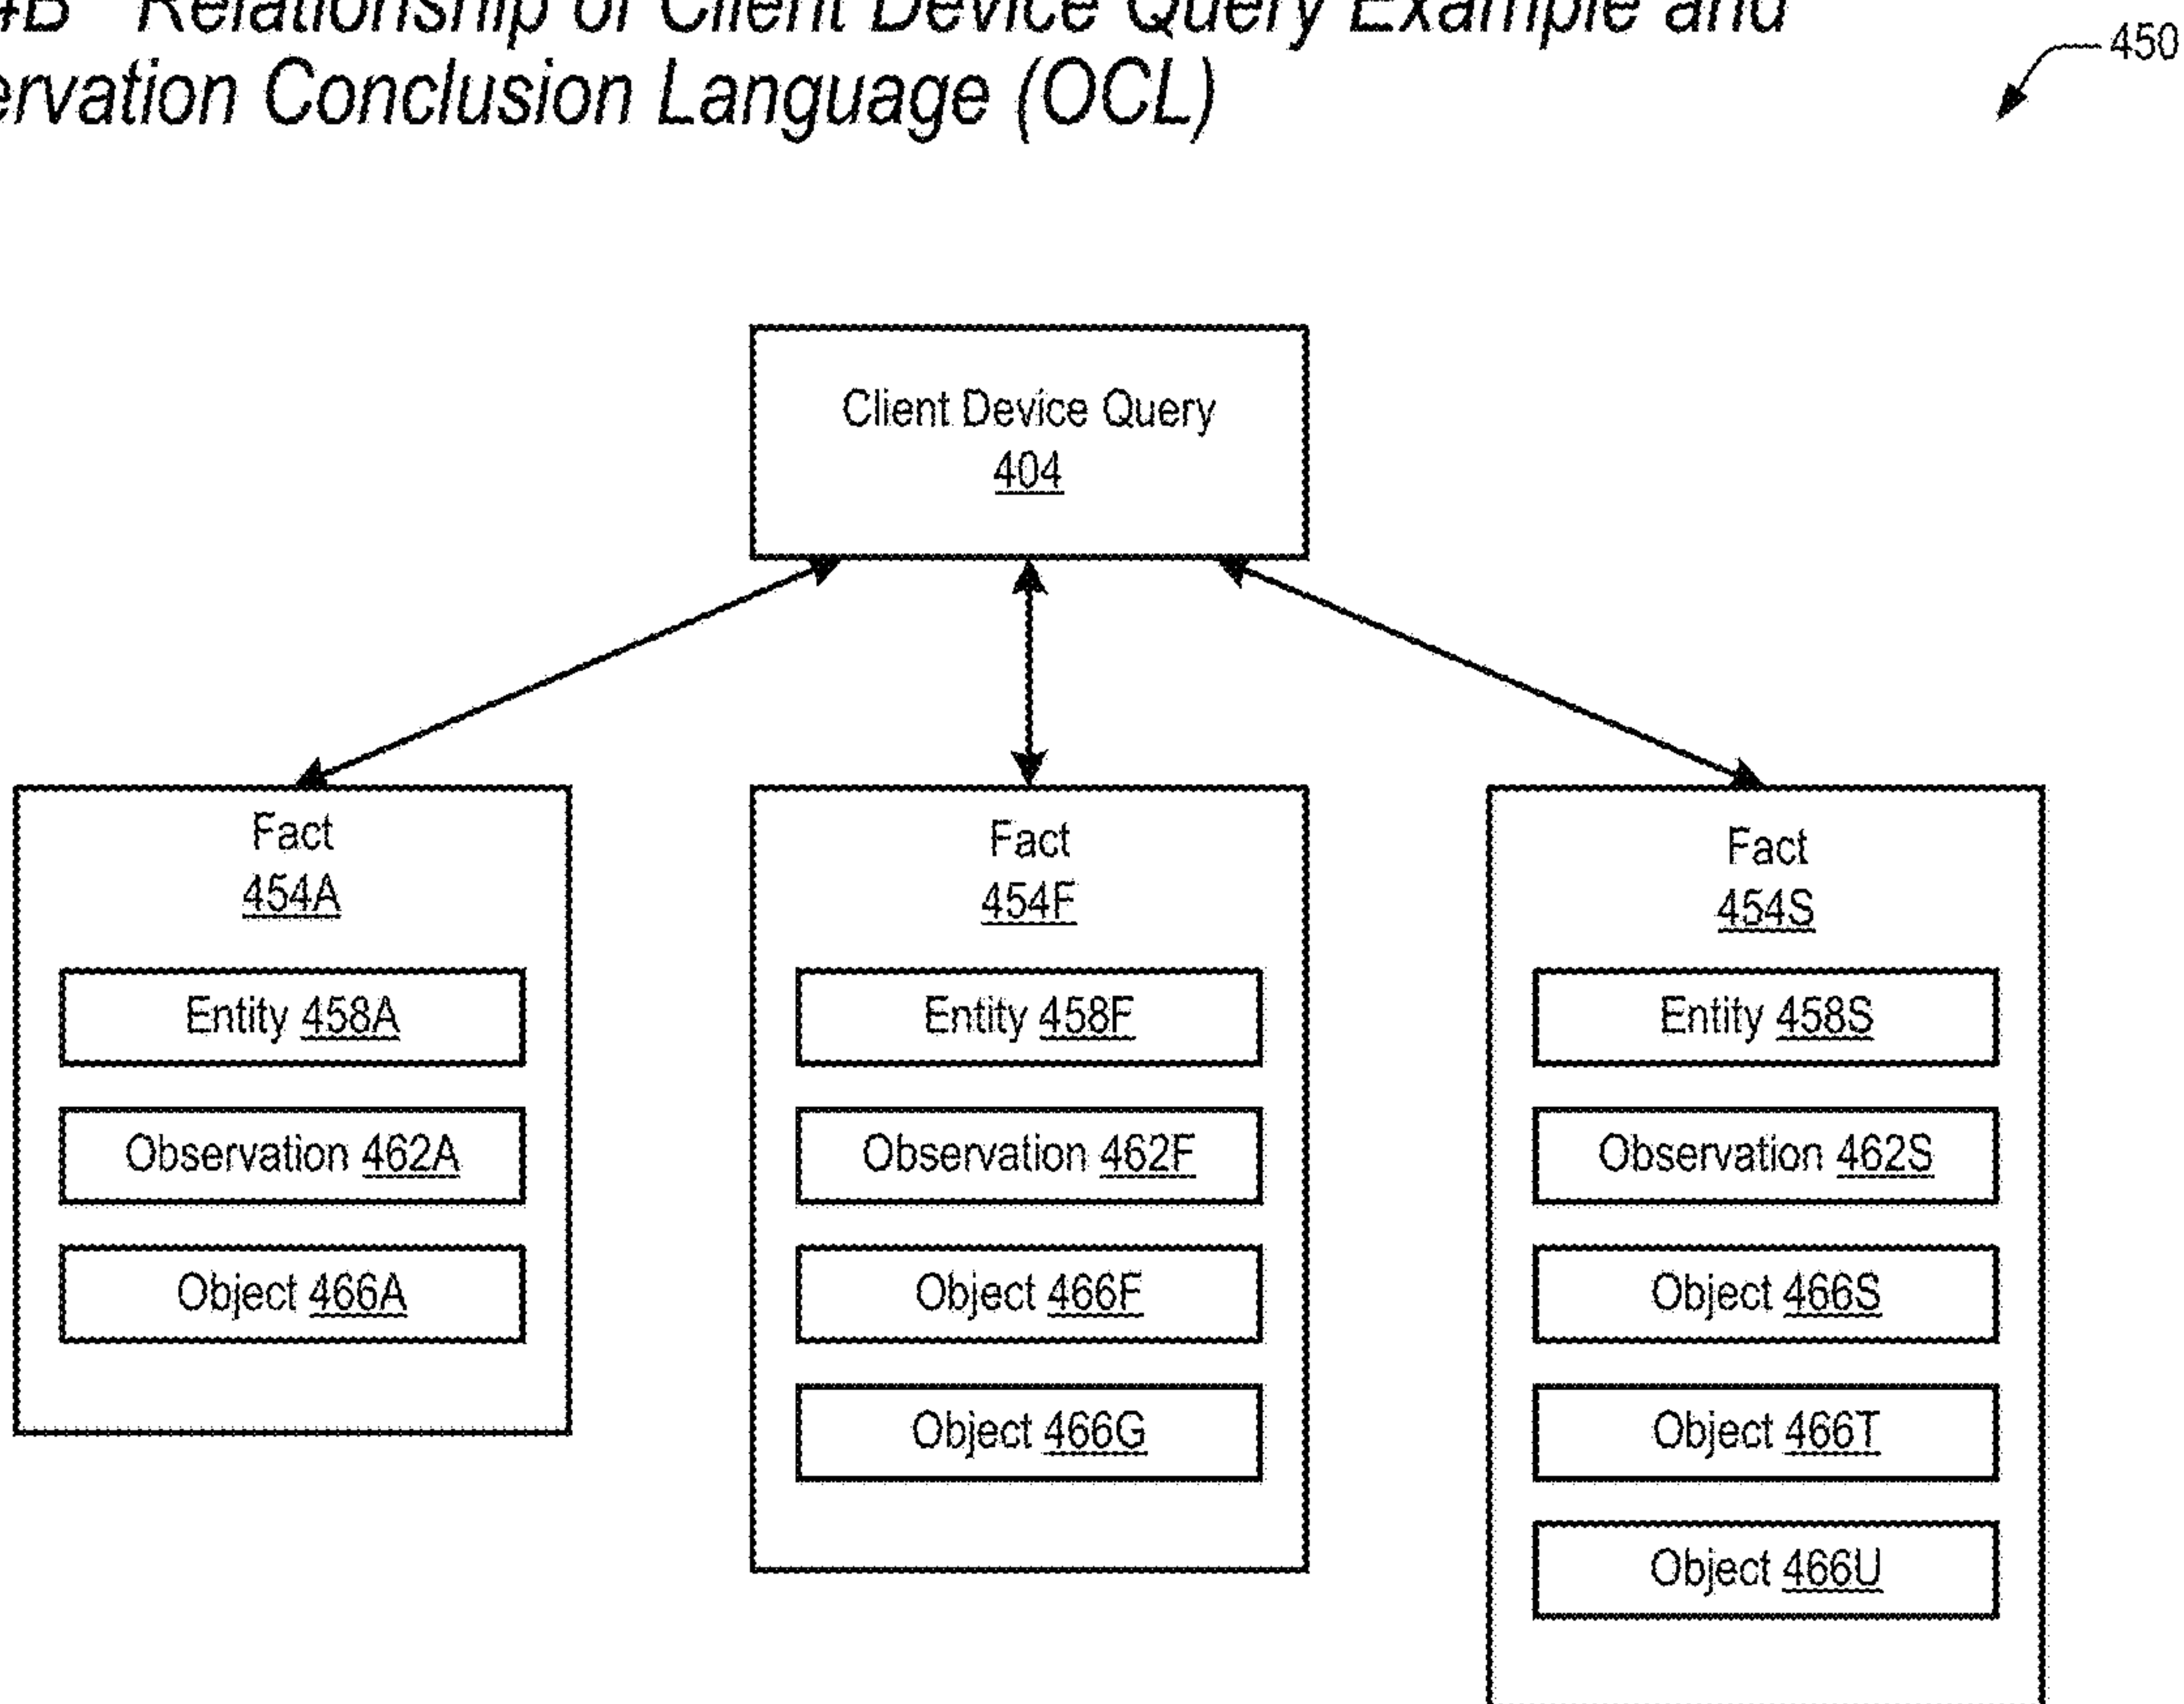 4B Relationship of Client Device Query Example and
ervation Conclusion Language (OCL)
450
Client Device Query
404
Fact
454A
Entity 458A
Observation 462A
Object 466A
Fact
454F
Entity 458F
Observation 462F
Object 466F
Object 466G
Fact
454S
Entity 458S
Observation 462S
Object 466S
Object 466T
Object 466U